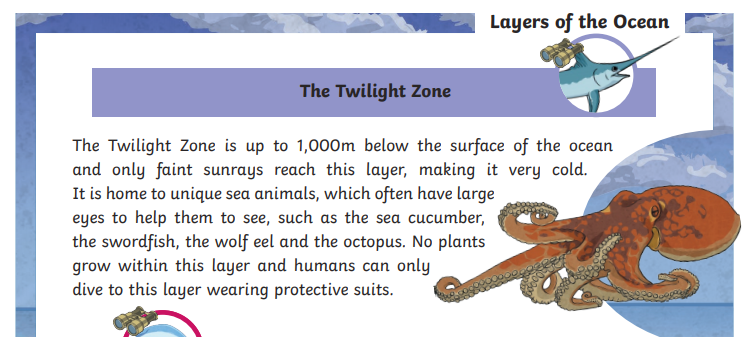 Layers of the Ocean
The Twilight Zone
The Twilight Zone is up to 1,000m below the surface of the ocean
and only faint sunrays reach this layer, making it very cold.
It is home to unique sea animals, which often have large
eyes to help them to see, such as the sea cucumber,
the swordfish, the wolf eel and the octopus. No plants
grow within this layer and humans can only
dive to this layer wearing protective suits.